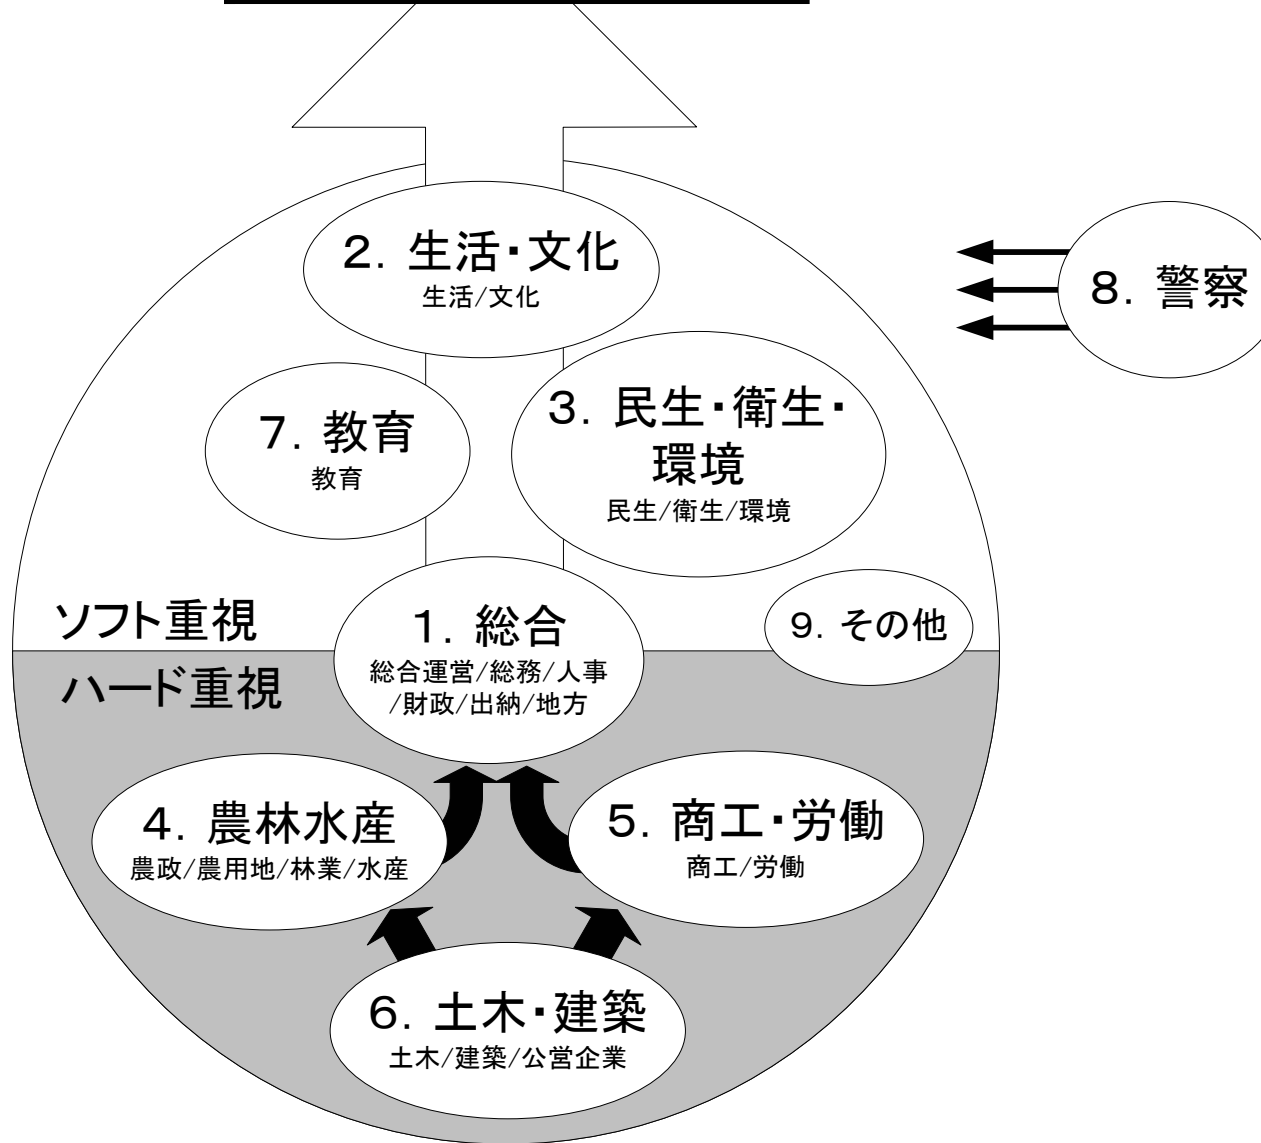 2. 生活・文化
生活/文化
8. 警察
3. 民生・衛生・
環境
民生/衛生/環境
7. 教育
教育
ソフト重視
ハード重視
1. 総合
総合運営/総務/人事
/財政/出納/地方
9. その他
4. 農林水産
農政/農用地/林業/水産
5. 商工・労働
商工/労働
6. 土木・建築
土木/建築/公営企業